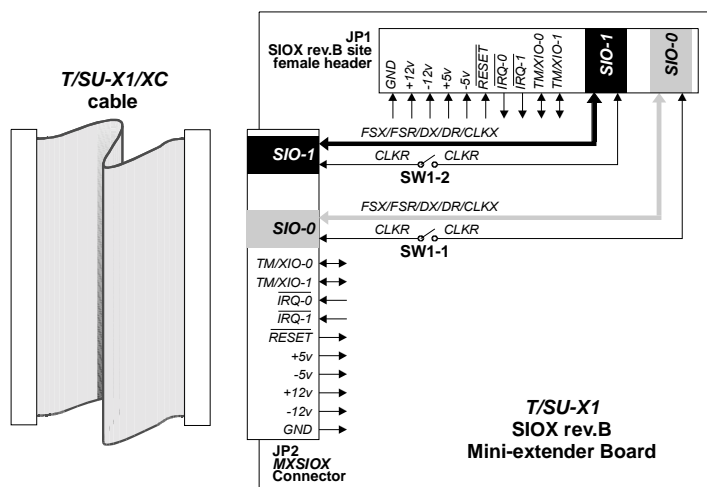 T/SU-X1/XC
cable
JP1
SIOX rev.B site
female header
GND
+12v
-12v
+5v
-5v
RESET
IRQ-0
IRQ-1
TM/XIO-0
TM/XIO-1
SIO-1
SIO-0
FSX/FSR/DX/DR/CLKX
SIO-1
CLKR CLKR
SW1-2
FSX/FSR/DX/DR/CLKX
SIO-0
CLKR CLKR
SW1-1
TM/XIO-0
TM/XIO-1
IRQ-0
IRQ-1
RESET
+5v
-5v
+12v
-12v
GND
JP2
MXSIOX
Connector
T/SU-X1
SIOX rev.B
Mini-extender Board